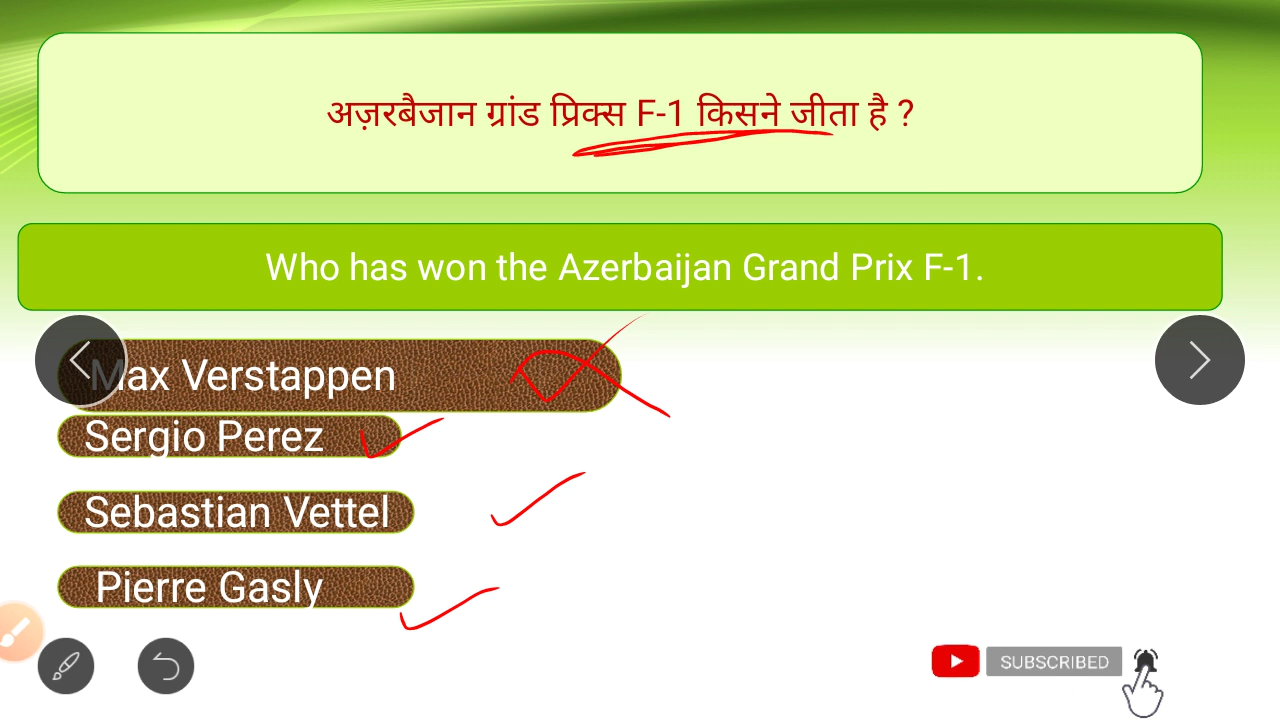 अज़रबैजान ग्रांड प्रिक्स F-1 किसने जीता है ?
Who has won the Azerbaijan Grand Prix F-1.
Max Verstappen
Sergio Perez
Sebastian Vettel
Pierre Gasly
SUBSCRIBED